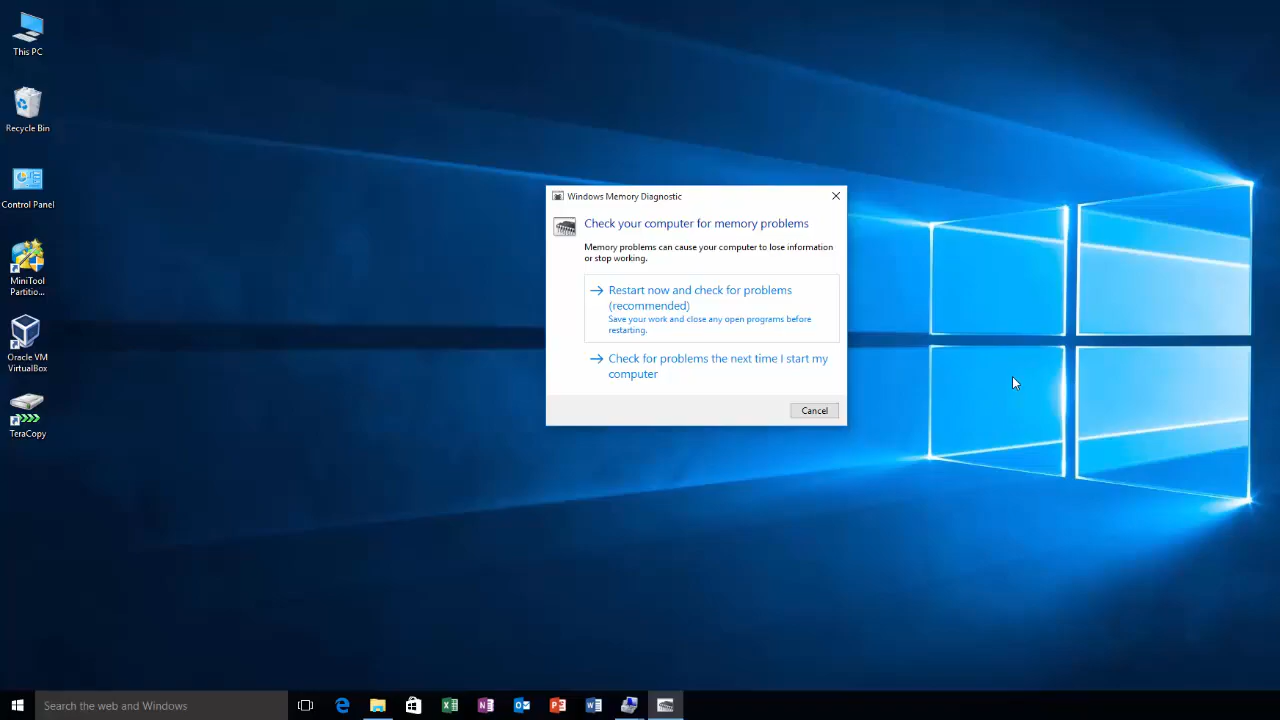 This PC
Recycle Bin
Control Panel
MiniTool
Partitio...
Oracle VM
VirtualBox
TeraCopy
Windows Memory Diagnostic
Check your computer for memory problems
Memory problems can cause your computer to lose information
or stop working.
Restart now and check for problems
(recommended)
Save your work and close any open programs before
restarting.
Check for problems the next time I start my
computer
Cancel
Search the web and Windows